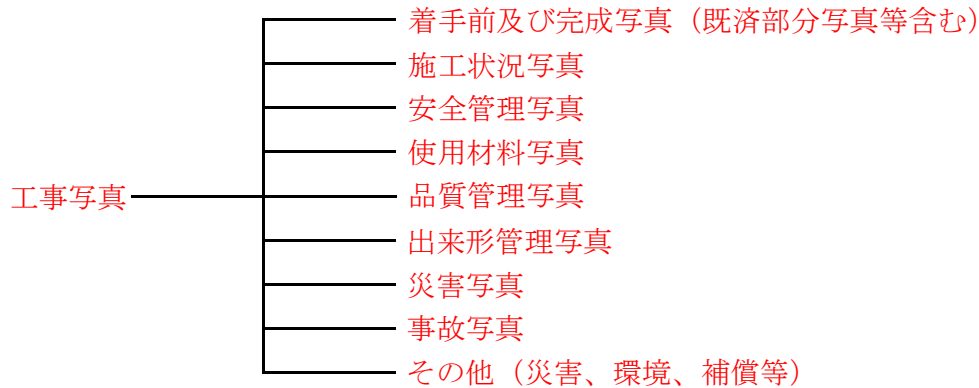 工事写真
着手前及び完成写真（既済部分写真等含む）
施工状況写真
安全管理写真
使用材料写真
品質管理写真
出来形管理写真
災害写真
事故写真
その他（災害、環境、補償等）